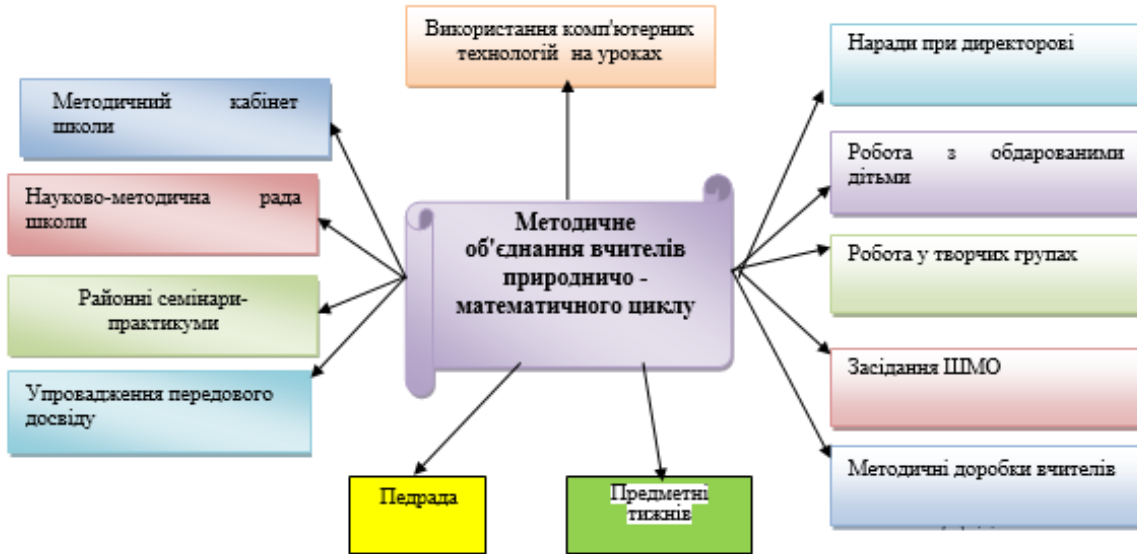 Використання комп'ютерних
технологій на уроках
Методичний кабінет
школи
Науково-методична рада
школи
Районні семінари-
практикуми
Упровадження передового
досвіду
Методичне
об'єднання вчителів
природничо -
математичного циклу
Наради при директорові
Робота з обдарованими
дітьми
Робота у творчих групах
Засідання ШМО
Методичні доробки вчителів
Педрада
Предметні
тижнів